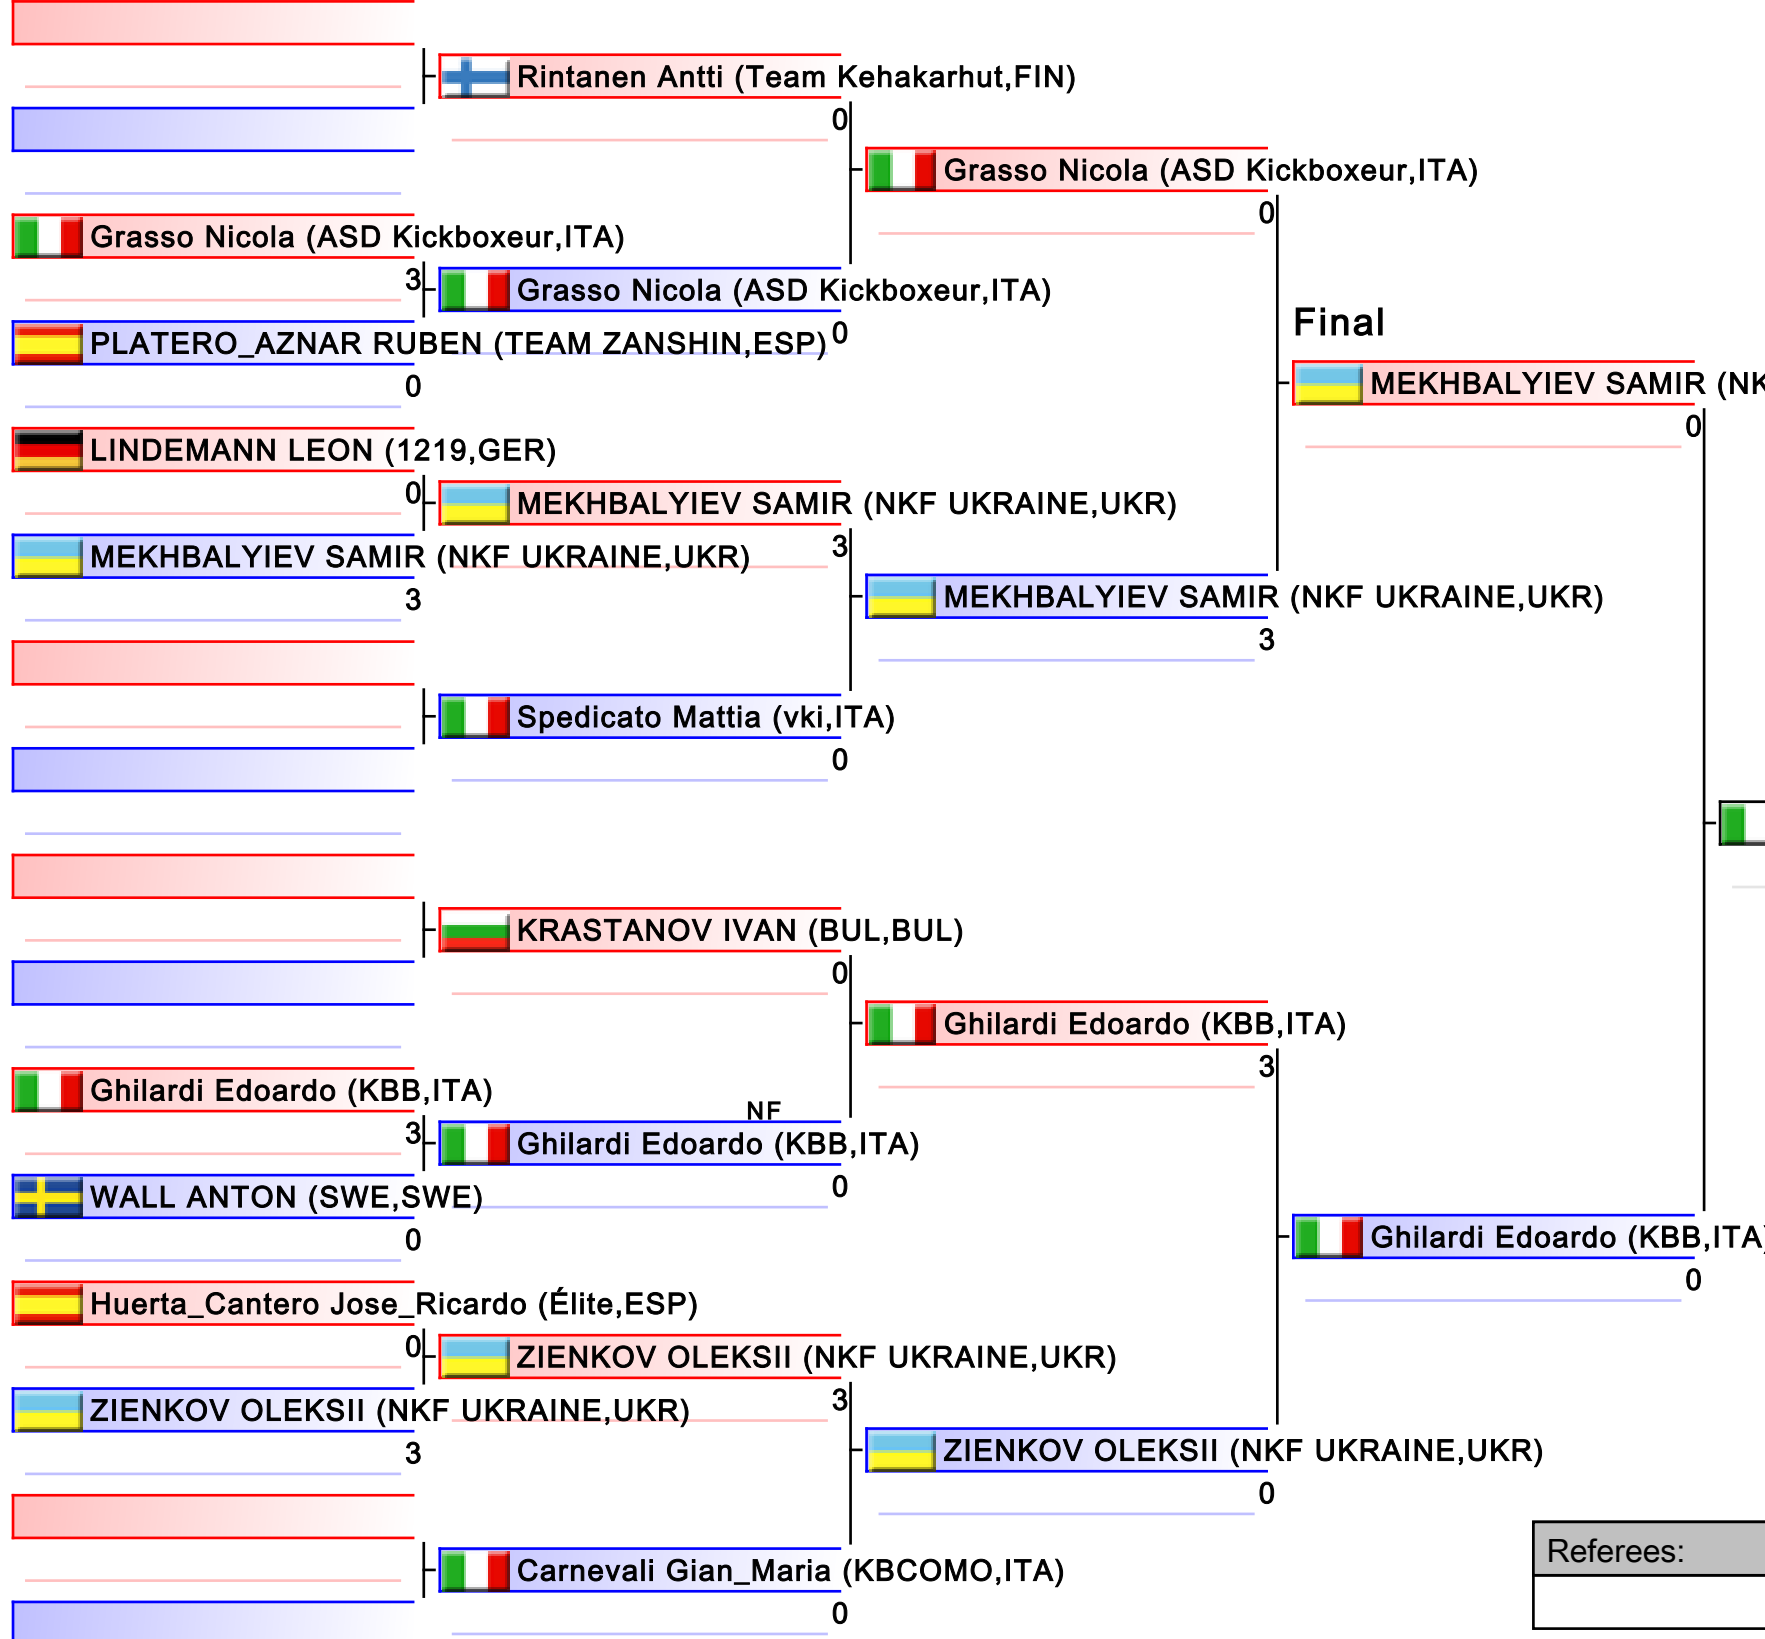 Rintanen Antti (Team Kehakarhut,FIN)
0
Grasso Nicola (ASD Kickboxeur,ITA)
0
Grasso Nicola (ASD Kickboxeur,ITA)
3
Grasso Nicola (ASD Kickboxeur,ITA)
0
PLATERO_AZNAR RUBEN (TEAM ZANSHIN,ESP)
0
Final
MEKHBALYIEV SAMIR (NK
0
LINDEMANN LEON (1219,GER)
0
MEKHBALYIEV SAMIR (NKF UKRAINE,UKR)
3
MEKHBALYIEV SAMIR (NKF UKRAINE,UKR)
3
MEKHBALYIEV SAMIR (NKF UKRAINE,UKR)
3
Spedicato Mattia (vki,ITA)
0
KRASTANOV IVAN (BUL,BUL)
0
Ghilardi Edoardo (KBB,ITA)
3
Ghilardi Edoardo (KBB,ITA)
3
NF
Ghilardi Edoardo (KBB,ITA)
0
WALL ANTON (SWE,SWE)
0
Ghilardi Edoardo (KBB,ITA)
0
Huerta_Cantero Jose_Ricardo (Élite,ESP)
0
ZIENKOV OLEKSII (NKF UKRAINE,UKR)
3
ZIENKOV OLEKSII (NKF UKRAINE,UKR)
3
ZIENKOV OLEKSII (NKF UKRAINE,UKR)
0
Carnevali Gian_Maria (KBCOMO,ITA)
0
Referees: